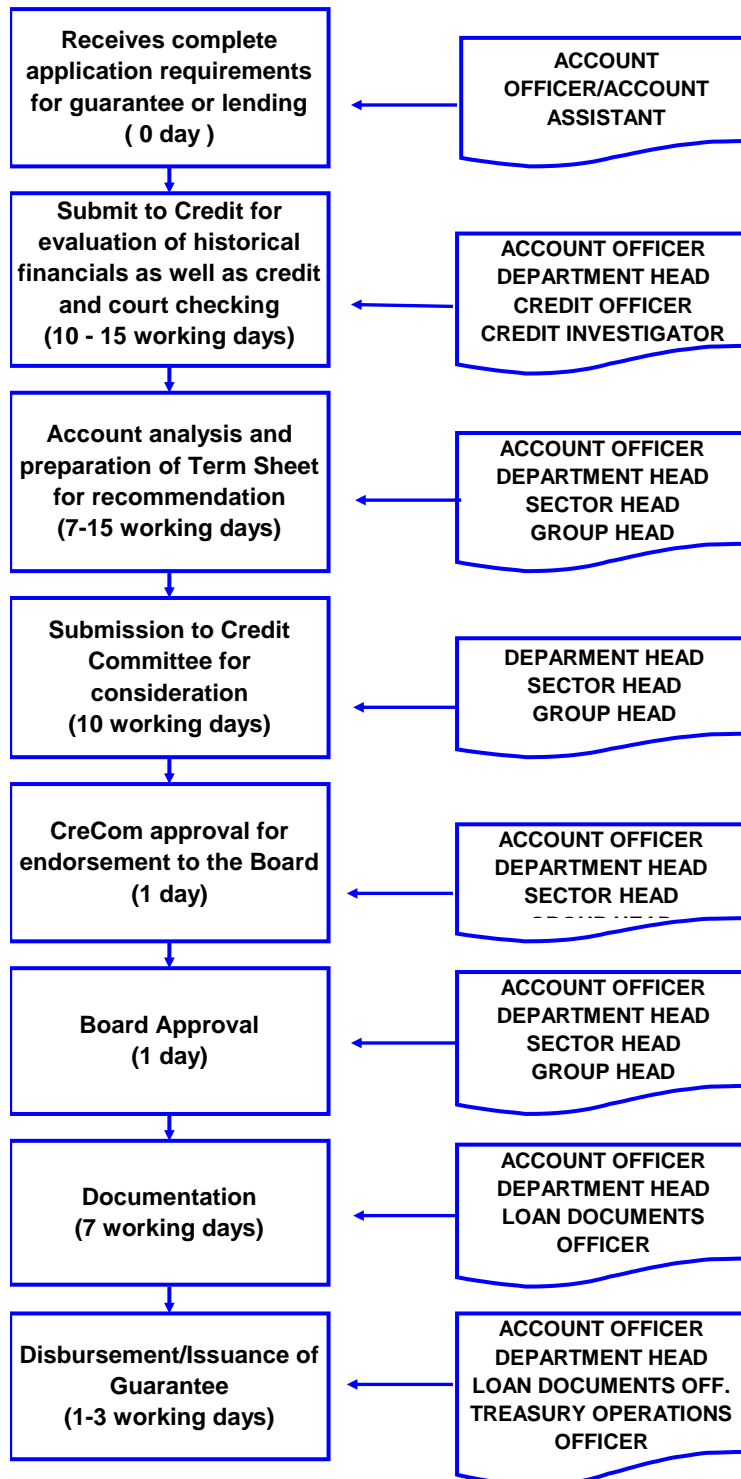 Receives complete
application requirements
for guarantee or lending
( 0 day )
ACCOUNT
OFFICER/ACCOUNT
ASSISTANT
Submit to Credit for
evaluation of historical
financials as well as credit
and court checking
(10 - 15 working days)
ACCOUNT OFFICER
DEPARTMENT HEAD
CREDIT OFFICER
CREDIT INVESTIGATOR
Account analysis and
preparation of Term Sheet
for recommendation
(7-15 working days)
ACCOUNT OFFICER
DEPARTMENT HEAD
SECTOR HEAD
GROUP HEAD
Submission to Credit
Committee for
consideration
(10 working days)
DEPARMENT HEAD
SECTOR HEAD
GROUP HEAD
CreCom approval for
endorsement to the Board
(1 day)
ACCOUNT OFFICER
DEPARTMENT HEAD
SECTOR HEAD
Board Approval
(1 day)
ACCOUNT OFFICER
DEPARTMENT HEAD
SECTOR HEAD
GROUP HEAD
Documentation
(7 working days)
ACCOUNT OFFICER
DEPARTMENT HEAD
LOAN DOCUMENTS
OFFICER
Disbursement/Issuance of
Guarantee
(1-3 working days)
ACCOUNT OFFICER
DEPARTMENT HEAD
LOAN DOCUMENTS OFF.
TREASURY OPERATIONS
OFFICER